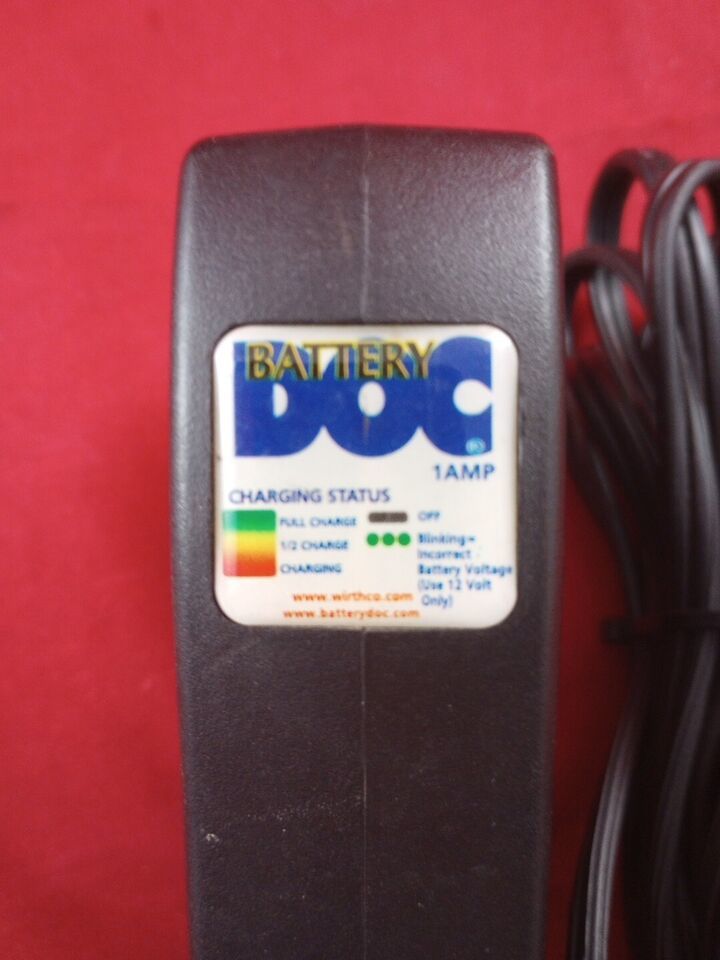 BATTERY
DOC®
1AMP
CHARGING STATUS
FULL CHARGE
1/2 CHARGE
CHARGING
OFF
Blinking=
Incorrect
Battery Voltage
(Use 12 Volt
Only)
www.wirthco.com
www.batterydoc.com